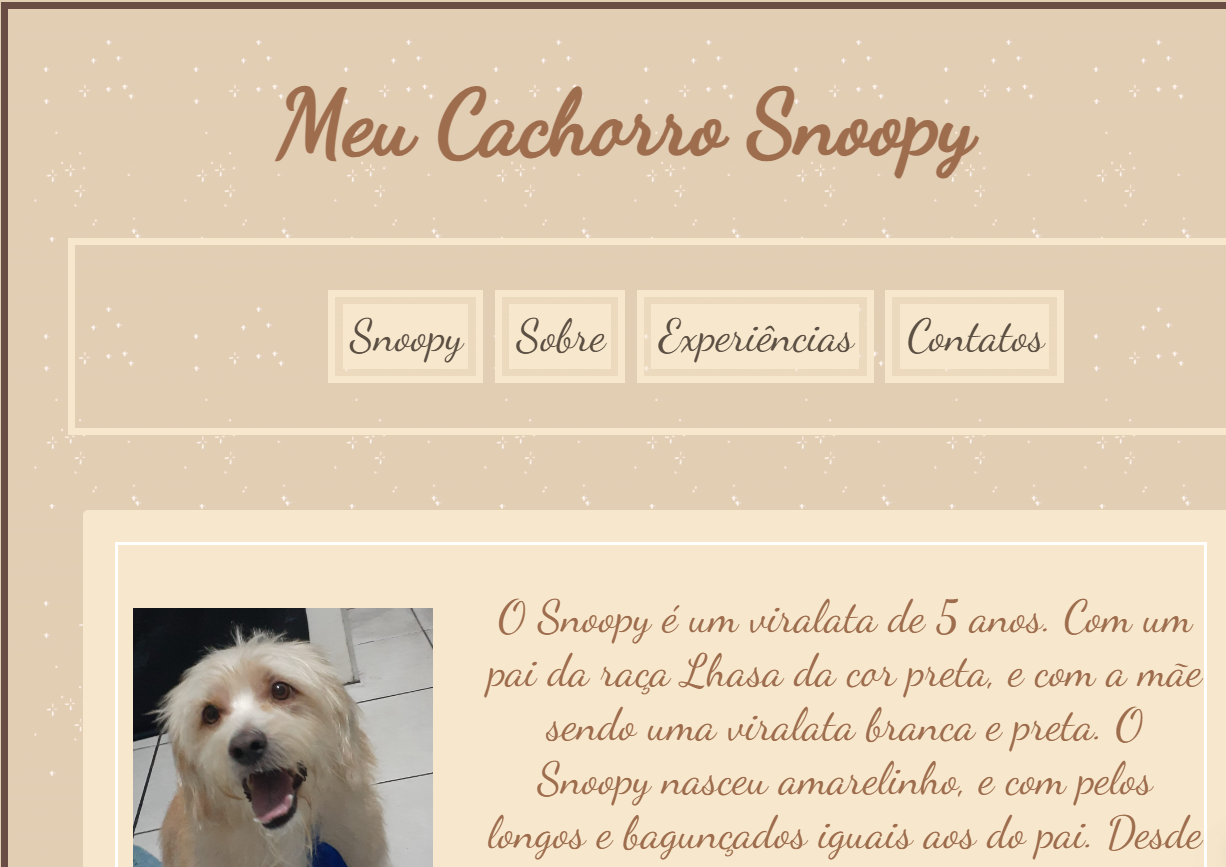 Meu Cachorro Snoopy
Snoopy Sobre Experiências Contatos
O Snoopy é um viralata de 5 anos. Com um
pai da raça Lhasa da cor preta, e com a mãe
sendo uma viralata branca e preta. O
Snoopy nasceu amarelinho, e com pelos
longos e bagunçados iguais aos do pai. Desde